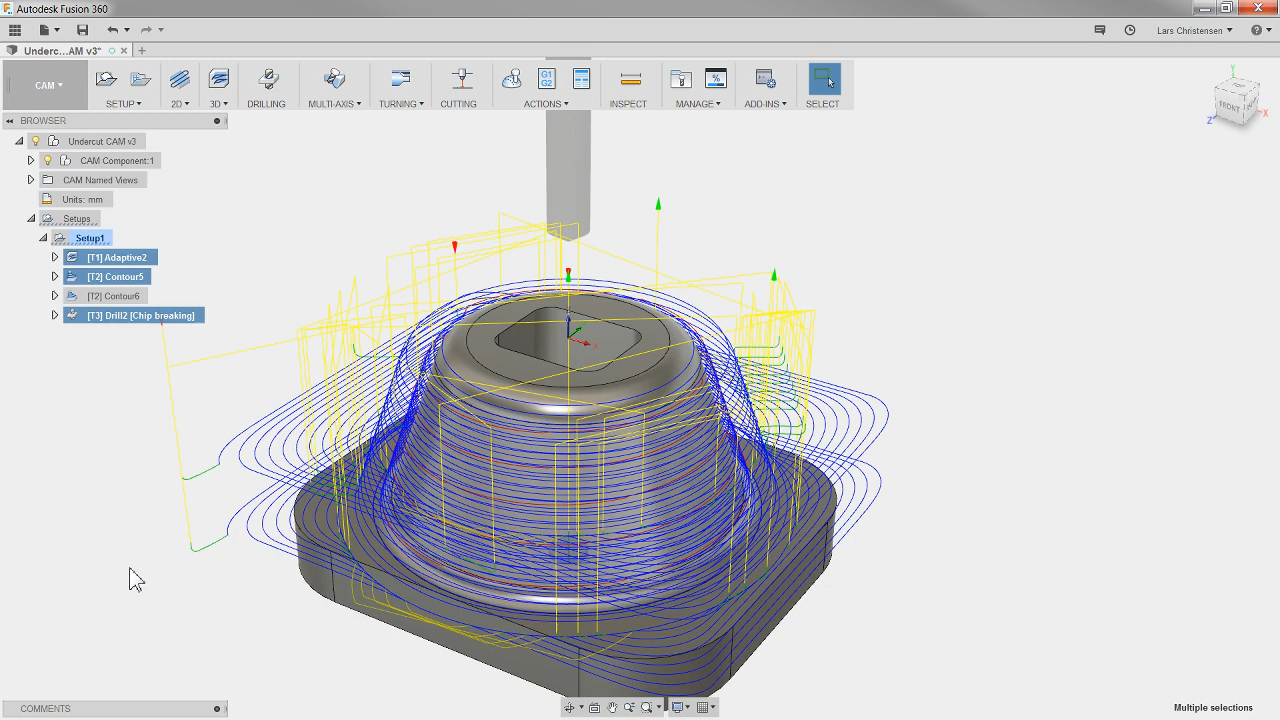 Autodesk Fusion 360
Lars Christensen
Underc...AM v3*
CAM
G1
G2
SETUP
2D
3D
DRILLING
MULTI-AXIS
TURNING
CUTTING
ACTIONS
INSPECT
MANAGE
ADD-INS
SELECT
BROWSER
Undercut CAM v3
CAM Component:1
CAM Named Views
Units: mm
Setups
Setup1
[T1] Adaptive2
[T2] Contour5
[T2] Contour6
[T3] Drill2 [Chip breaking]
Y
FRONT
Z
X
X
COMMENTS
Multiple selections